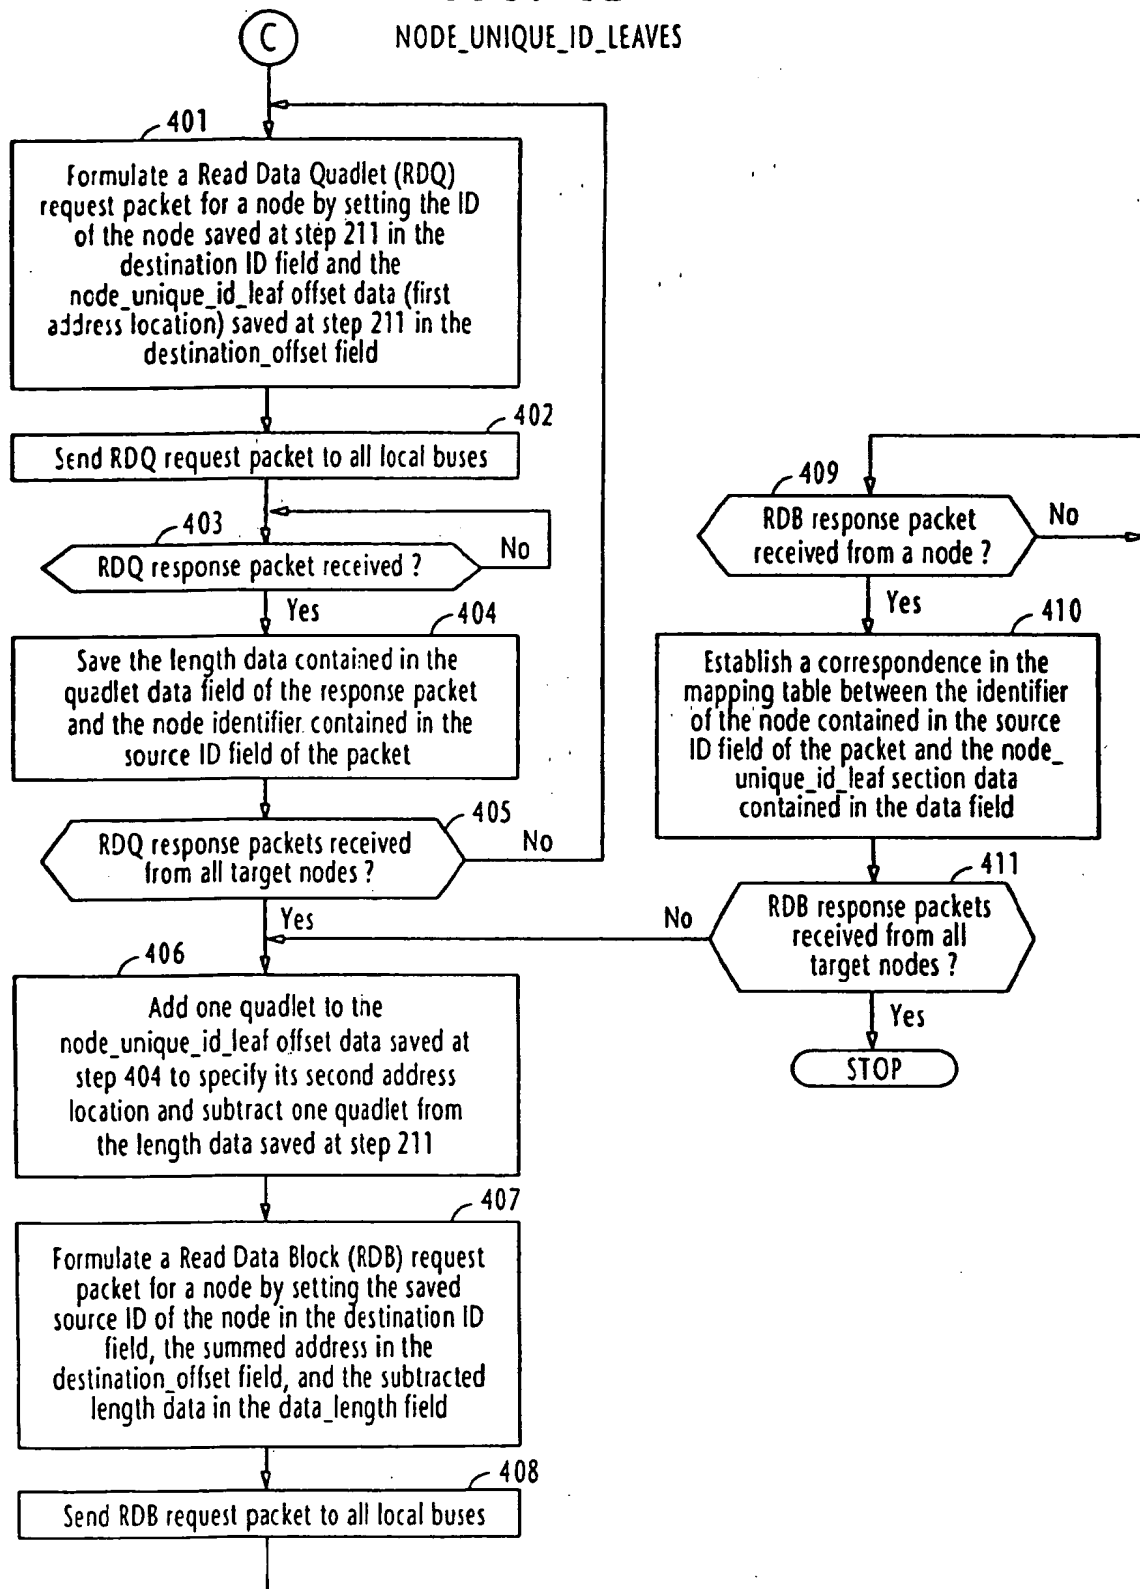 C
NODE_UNIQUE_ID_LEAVES
401
Formulate a Read Data Quadlet (RDQ)
request packet for a node by setting the ID
of the node saved at step 211 in the
destination ID field and the
node_unique_id_leaf offset data (first
address location) saved at step 211 in the
destination_offset field
402
Send RDQ request packet to all local buses
403
RDQ response packet received ?
No
Yes
404
Save the length data contained in the
quadlet data field of the response packet
and the node identifier contained in the
source ID field of the packet
405
RDQ response packets received
from all target nodes ?
No
Yes
406
Add one quadlet to the
node_unique_id_leaf offset data saved at
step 404 to specify its second address
location and subtract one quadlet from
the length data saved at step 211
407
Formulate a Read Data Block (RDB) request
packet for a node by setting the saved
source ID of the node in the destination ID
field, the summed address in the
destination_offset field, and the subtracted
length data in the data_length field
408
Send RDB request packet to all local buses
409
RDB response packet
received from a node ?
No
Yes
410
Establish a correspondence in the
mapping table between the identifier
of the node contained in the source
ID field of the packet and the node_
unique_id_leaf section data
contained in the data field
411
RDB response packets
received from all
target nodes ?
No
Yes
STOP